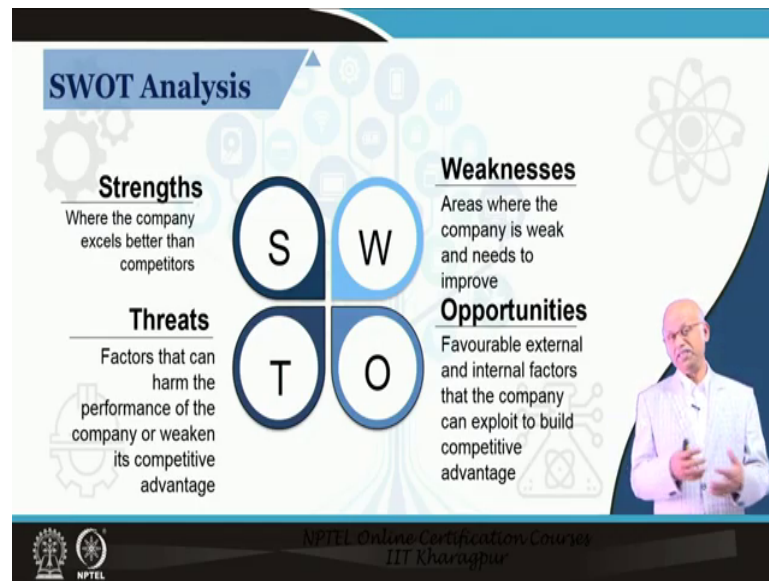 SWOT Analysis
Strengths
Where the company
excels better than
competitors
S
W
Weaknesses
Areas where the
company is weak
and needs to
improve
Threats
Factors that can
harm the
performance of the
company or weaken
its competitive
advantage
T
O
Opportunities
Favourable external
and internal factors
that the company
can exploit to build
competitive
advantage
NPTEL
NPTEL Online Certification Courses
IIT Kharagpur